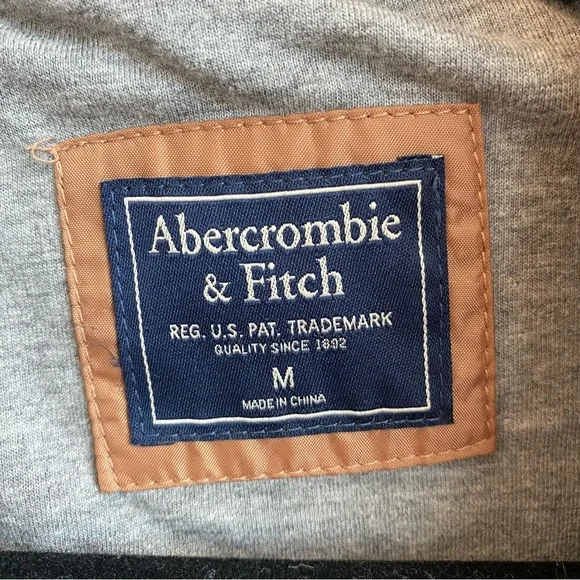 Abercrombie
& Fitch
REG. U.S. PAT. TRADEMARK
QUALITY SINCE 1892
M
MADE IN CHINA